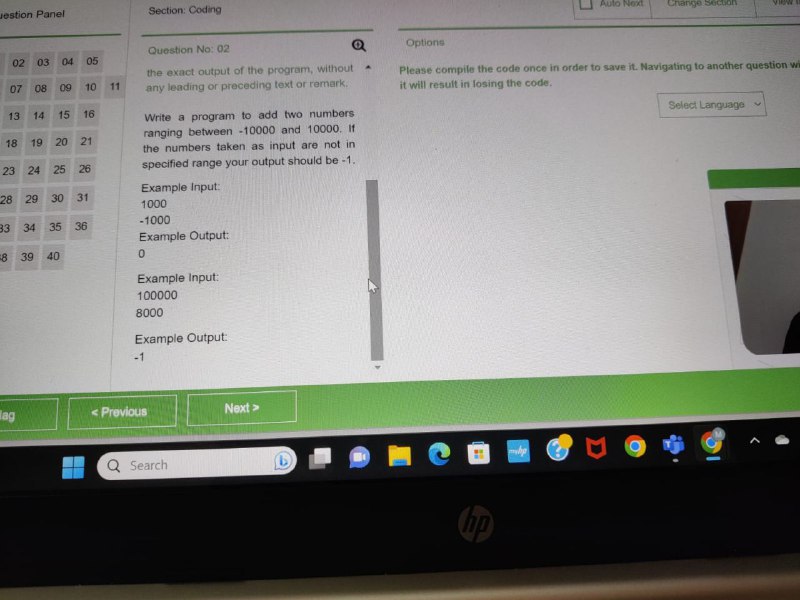 Question Panel
Section: Coding
Auto Next
Change Section
View
02 03 04 05
07 08 09 10 11
13 14 15 16
18 19 20 21
23 24 25 26
28 29 30 31
33 34 35 36
38 39 40
Question No: 02
the exact output of the program, without
any leading or preceding text or remark.
Write a program to add two numbers
ranging between -10000 and 10000. If
the numbers taken as input are not in
specified range your output should be -1.
Example Input:
1000
-1000
Example Output:
0
Example Input:
100000
8000
Example Output:
-1
Options
Please compile the code once in order to save it. Navigating to another question
it will result in losing the code.
Select Language
< Previous
Next >
Search
myhp
hp